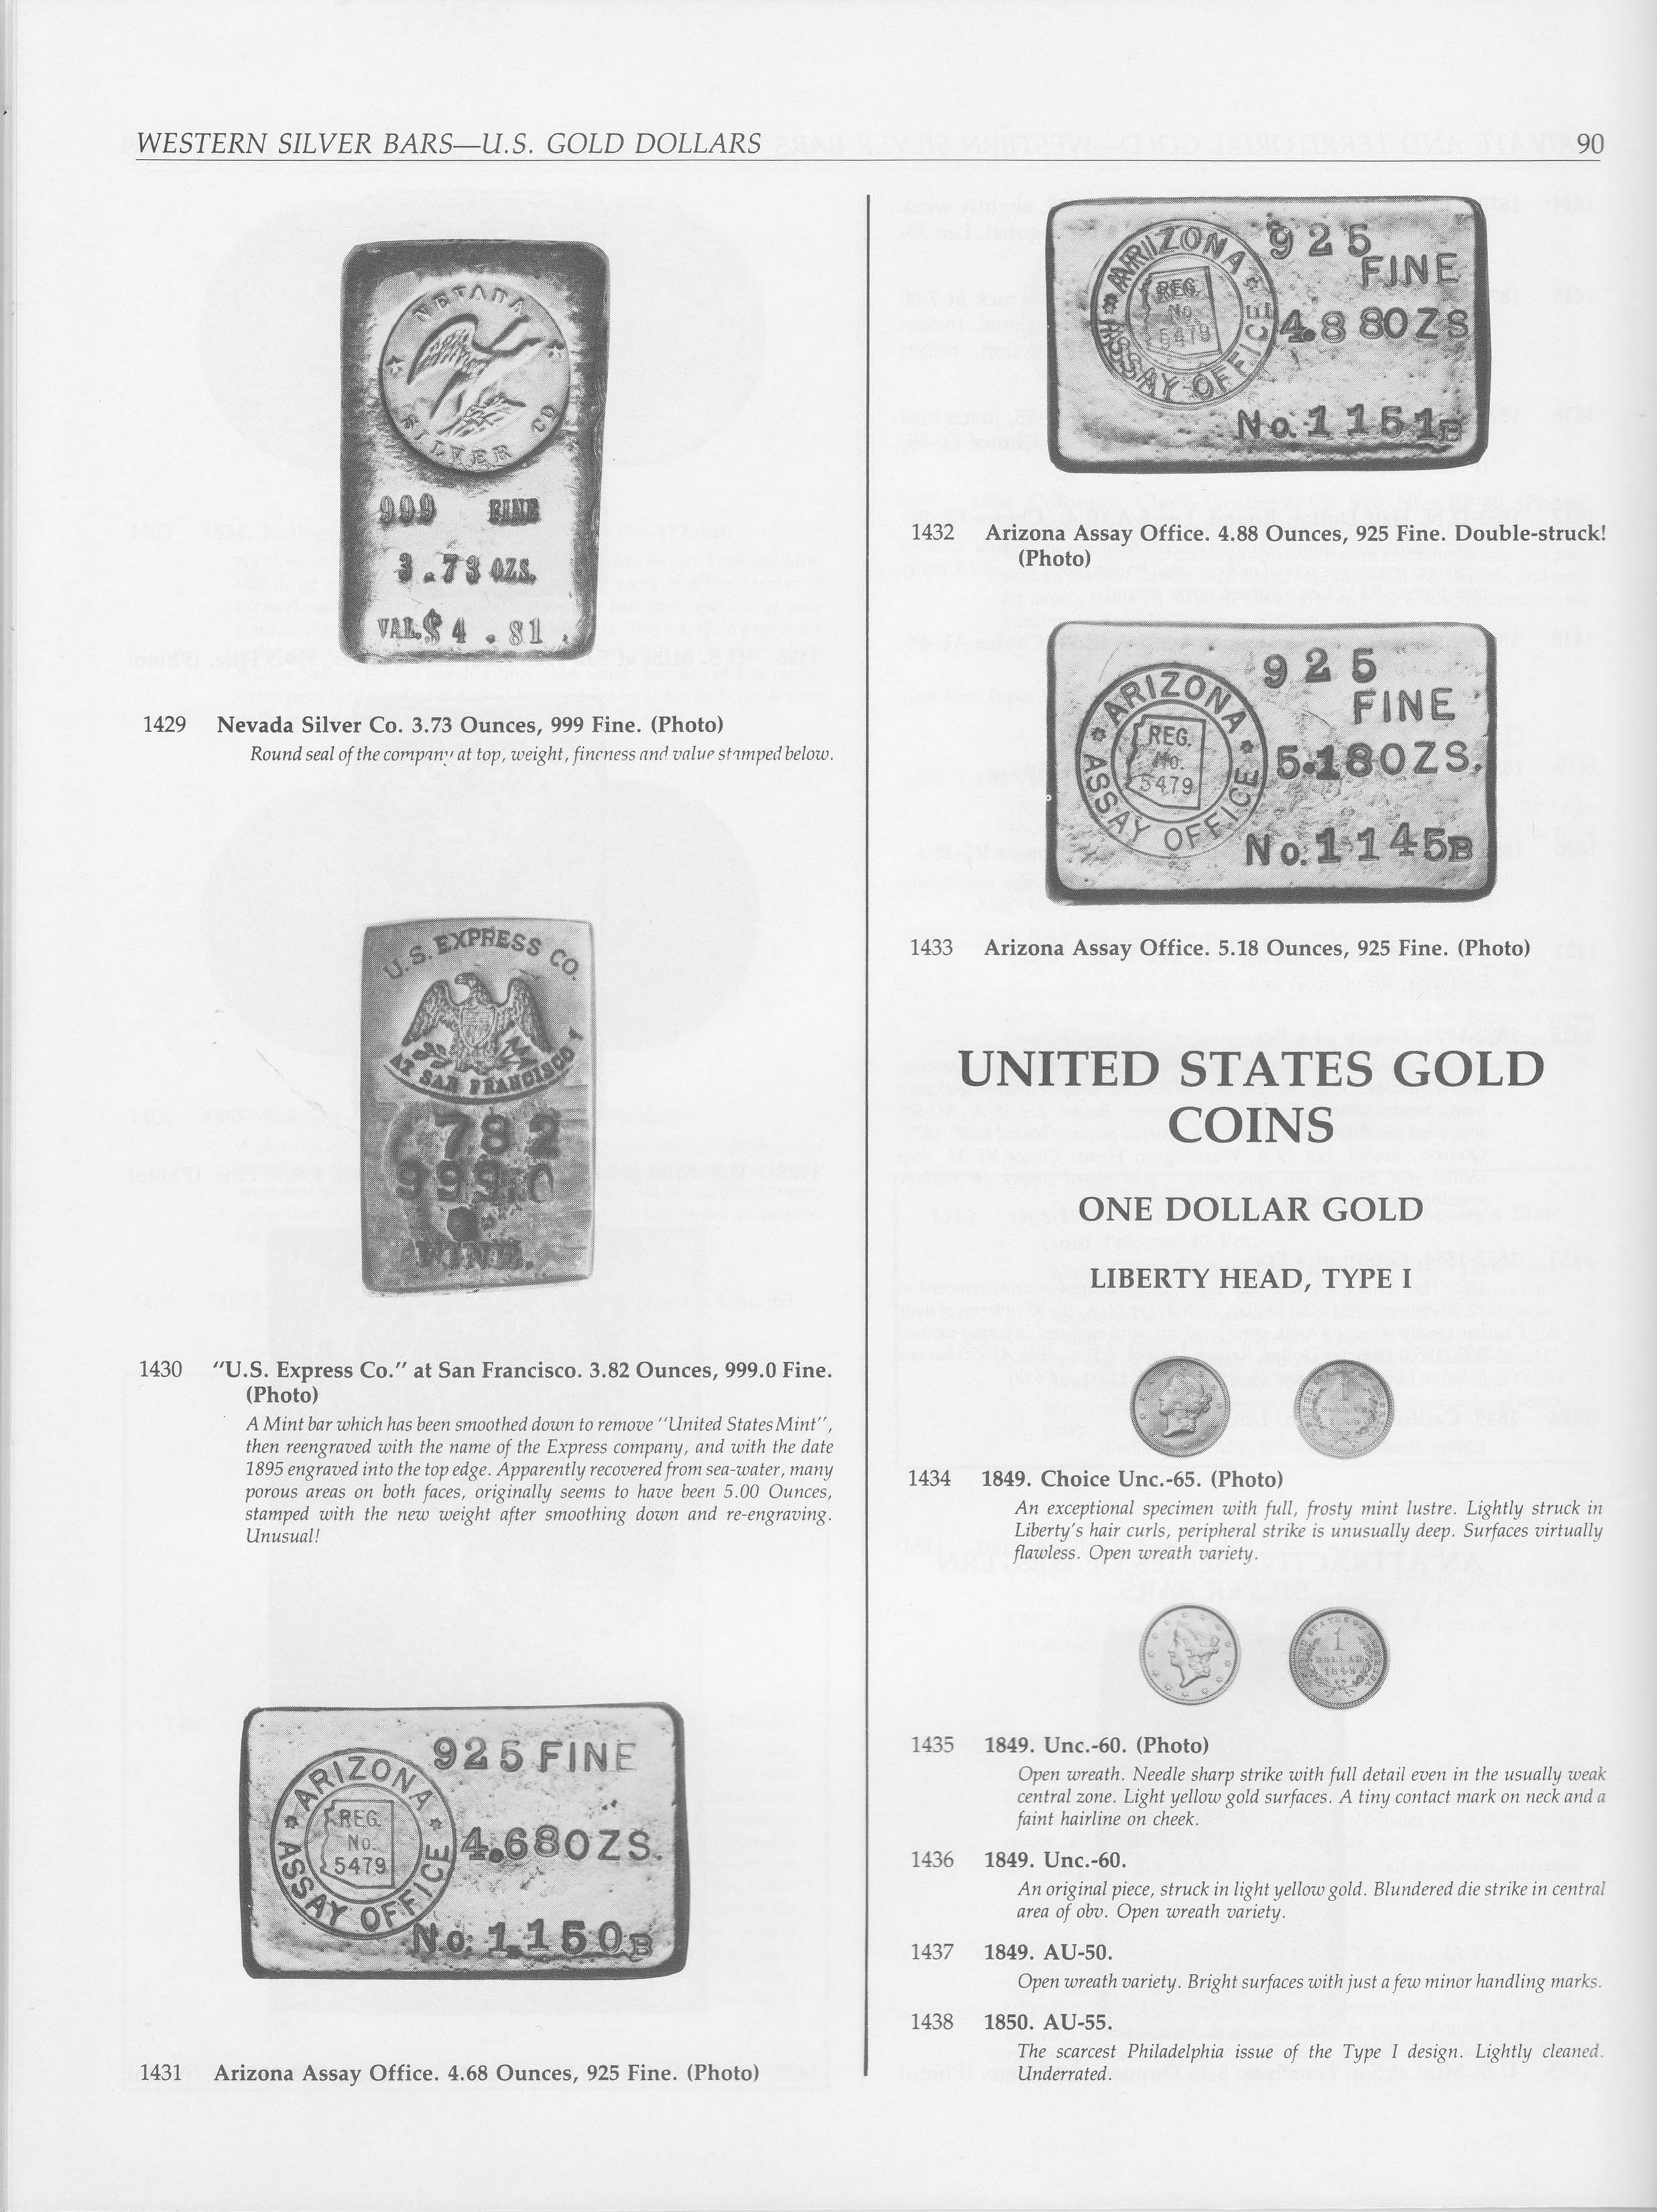 WESTERN SILVER BARS—U.S. GOLD DOLLARS
90
NEVADA
SILVER CO
999 FINE
3.73 OZS.
VAL.$ 4.81
1429 Nevada Silver Co. 3.73 Ounces, 999 Fine. (Photo)
Round seal of the company at top, weight, fineness and value stamped below.
U.S. EXPRESS CO.
AT SAN FRANCISCO
782
999.0
FINE.
1430 "U.S. Express Co." at San Francisco. 3.82 Ounces, 999.0 Fine.
(Photo)
A Mint bar which has been smoothed down to remove "United States Mint",
then reengraved with the name of the Express company, and with the date
1895 engraved into the top edge. Apparently recovered from sea-water, many
porous areas on both faces, originally seems to have been 5.00 Ounces,
stamped with the new weight after smoothing down and re-engraving.
Unusual!
ARIZONA
ASSAY OFFICE
REG.
No.
5479
925 FINE
4.68 OZS.
No. 1150B
1431 Arizona Assay Office. 4.68 Ounces, 925 Fine. (Photo)
ARIZONA
ASSAY OFFICE
REG.
No.
5479
925
FINE
4.88 OZS
No. 1151B
1432 Arizona Assay Office. 4.88 Ounces, 925 Fine. Double-struck!
(Photo)
ARIZONA
ASSAY OFFICE
REG.
No.
5479
925
FINE
5.18 OZS.
No. 1145B
1433 Arizona Assay Office. 5.18 Ounces, 925 Fine. (Photo)
UNITED STATES GOLD
COINS
ONE DOLLAR GOLD
LIBERTY HEAD, TYPE I
1
DOLLAR
1434 1849. Choice Unc.-65. (Photo)
An exceptional specimen with full, frosty mint lustre. Lightly struck in
Liberty's hair curls, peripheral strike is unusually deep. Surfaces virtually
flawless. Open wreath variety.
UNITED STATES OF AMERICA
1
DOLLAR
1849
1435 1849. Unc.-60. (Photo)
Open wreath. Needle sharp strike with full detail even in the usually weak
central zone. Light yellow gold surfaces. A tiny contact mark on neck and a
faint hairline on cheek.
1436 1849. Unc.-60.
An original piece, struck in light yellow gold. Blundered die strike in central
area of obv. Open wreath variety.
1437 1849. AU-50.
Open wreath variety. Bright surfaces with just a few minor handling marks.
1438 1850. AU-55.
The scarcest Philadelphia issue of the Type I design. Lightly cleaned.
Underrated.